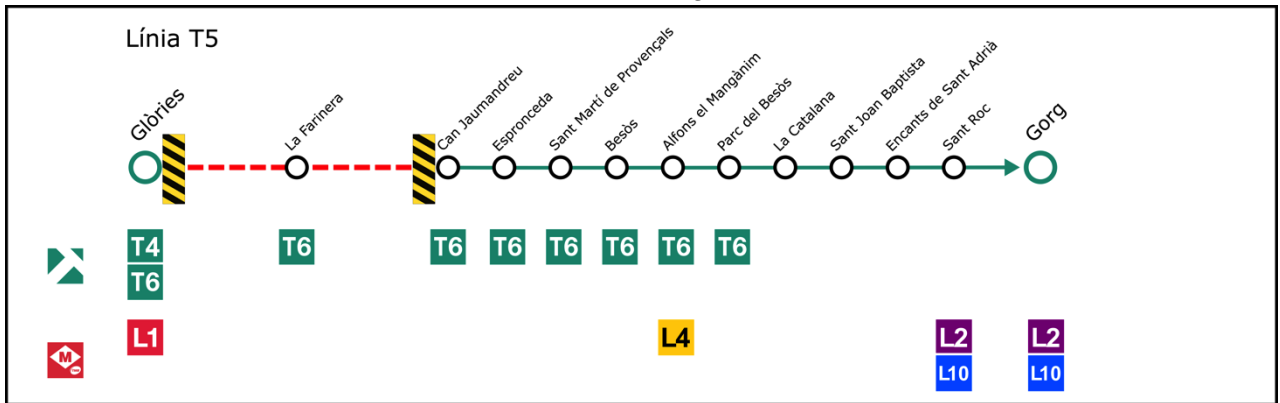 Línia T5
Glòries
La Farinera
Can Jaumandreu
Espronceda
Sant Martí de Provençals
Besòs
Alfons el Mangànim
Parc del Besòs
La Catalana
Sant Joan Baptista
Encants de Sant Adrià
Sant Roc
Gorg
T4 T6 T6 T6 T6 T6 T6 T6
T6
L1 L4 L2 L2
M L10 L10